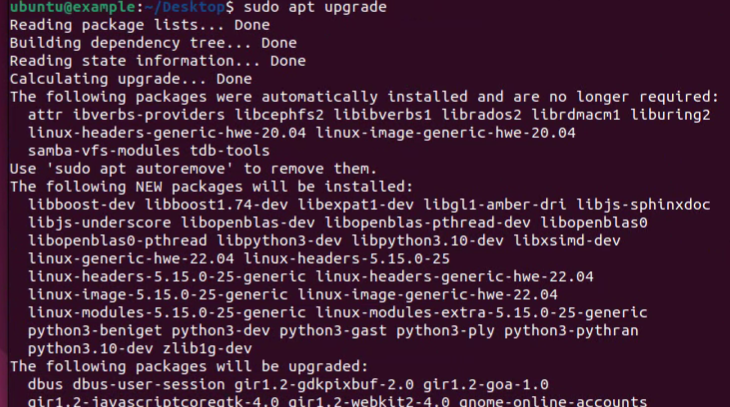 ubuntu@example:~/Desktop$ sudo apt upgrade
Reading package lists... Done
Building dependency tree... Done
Reading state information... Done
Calculating upgrade... Done
The following packages were automatically installed and are no longer required:
attr ibverbs-providers libcephfs2 libibverbs1 librados2 librdmacm1 liburing2
linux-headers-generic-hwe-20.04 linux-image-generic-hwe-20.04
samba-vfs-modules tdb-tools
Use 'sudo apt autoremove' to remove them.
The following NEW packages will be installed:
libboost-dev libboost1.74-dev libexpat1-dev libgl1-amber-dri libjs-sphinxdoc
libjs-underscore libopenblas-dev libopenblas-pthread-dev libopenblas0
libopenblas0-pthread libpython3-dev libpython3.10-dev libxsimd-dev
linux-generic-hwe-22.04 linux-headers-5.15.0-25
linux-headers-5.15.0-25-generic linux-headers-generic-hwe-22.04
linux-image-5.15.0-25-generic linux-image-generic-hwe-22.04
linux-modules-5.15.0-25-generic linux-modules-extra-5.15.0-25-generic
python3-beniget python3-dev python3-gast python3-ply python3-pythran
python3.10-dev zlib1g-dev
The following packages will be upgraded:
dbus dbus-user-session gir1.2-gdkpixbuf-2.0 gir1.2-goa-1.0
gir1.2-javascriptcoregtk-4.0 gir1.2-webkit2-4.0 gnome-online-accounts